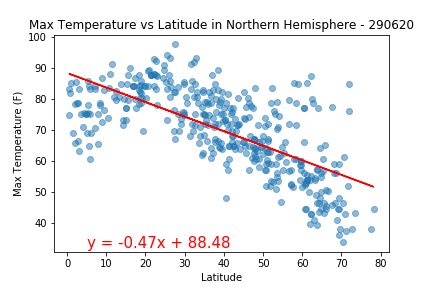 Max Temperature vs Latitude in Northern Hemisphere - 290620
100
90
80
70
60
50
40
Max Temperature (F)
y = -0.47x + 88.48
0 10 20 30 40 50 60 70 80
Latitude